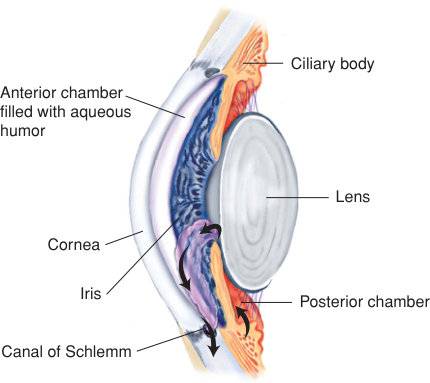 Ciliary body
Anterior chamber
filled with aqueous
humor
Lens
Cornea
Iris
Posterior chamber
Canal of Schlemm